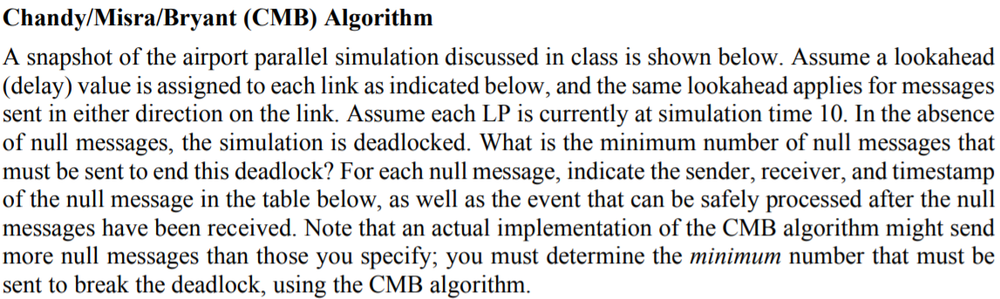 Chandy/Misra/Bryant (CMB) Algorithm
A snapshot of the airport parallel simulation discussed in class is shown below. Assume a lookahead
(delay) value is assigned to each link as indicated below, and the same lookahead applies for messages
sent in either direction on the link. Assume each LP is currently at simulation time 10. In the absence
of null messages, the simulation is deadlocked. What is the minimum number of null messages that
must be sent to end this deadlock? For each null message, indicate the sender, receiver, and timestamp
of the null message in the table below, as well as the event that can be safely processed after the null
messages have been received. Note that an actual implementation of the CMB algorithm might send
more null messages than those you specify; you must determine the minimum number that must be
sent to break the deadlock, using the CMB algorithm.